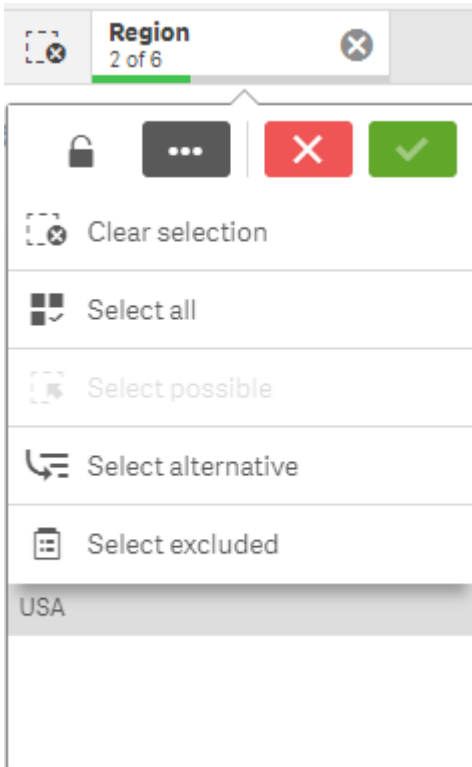 Region
2 of 6
Clear selection
Select all
Select possible
Select alternative
Select excluded
USA